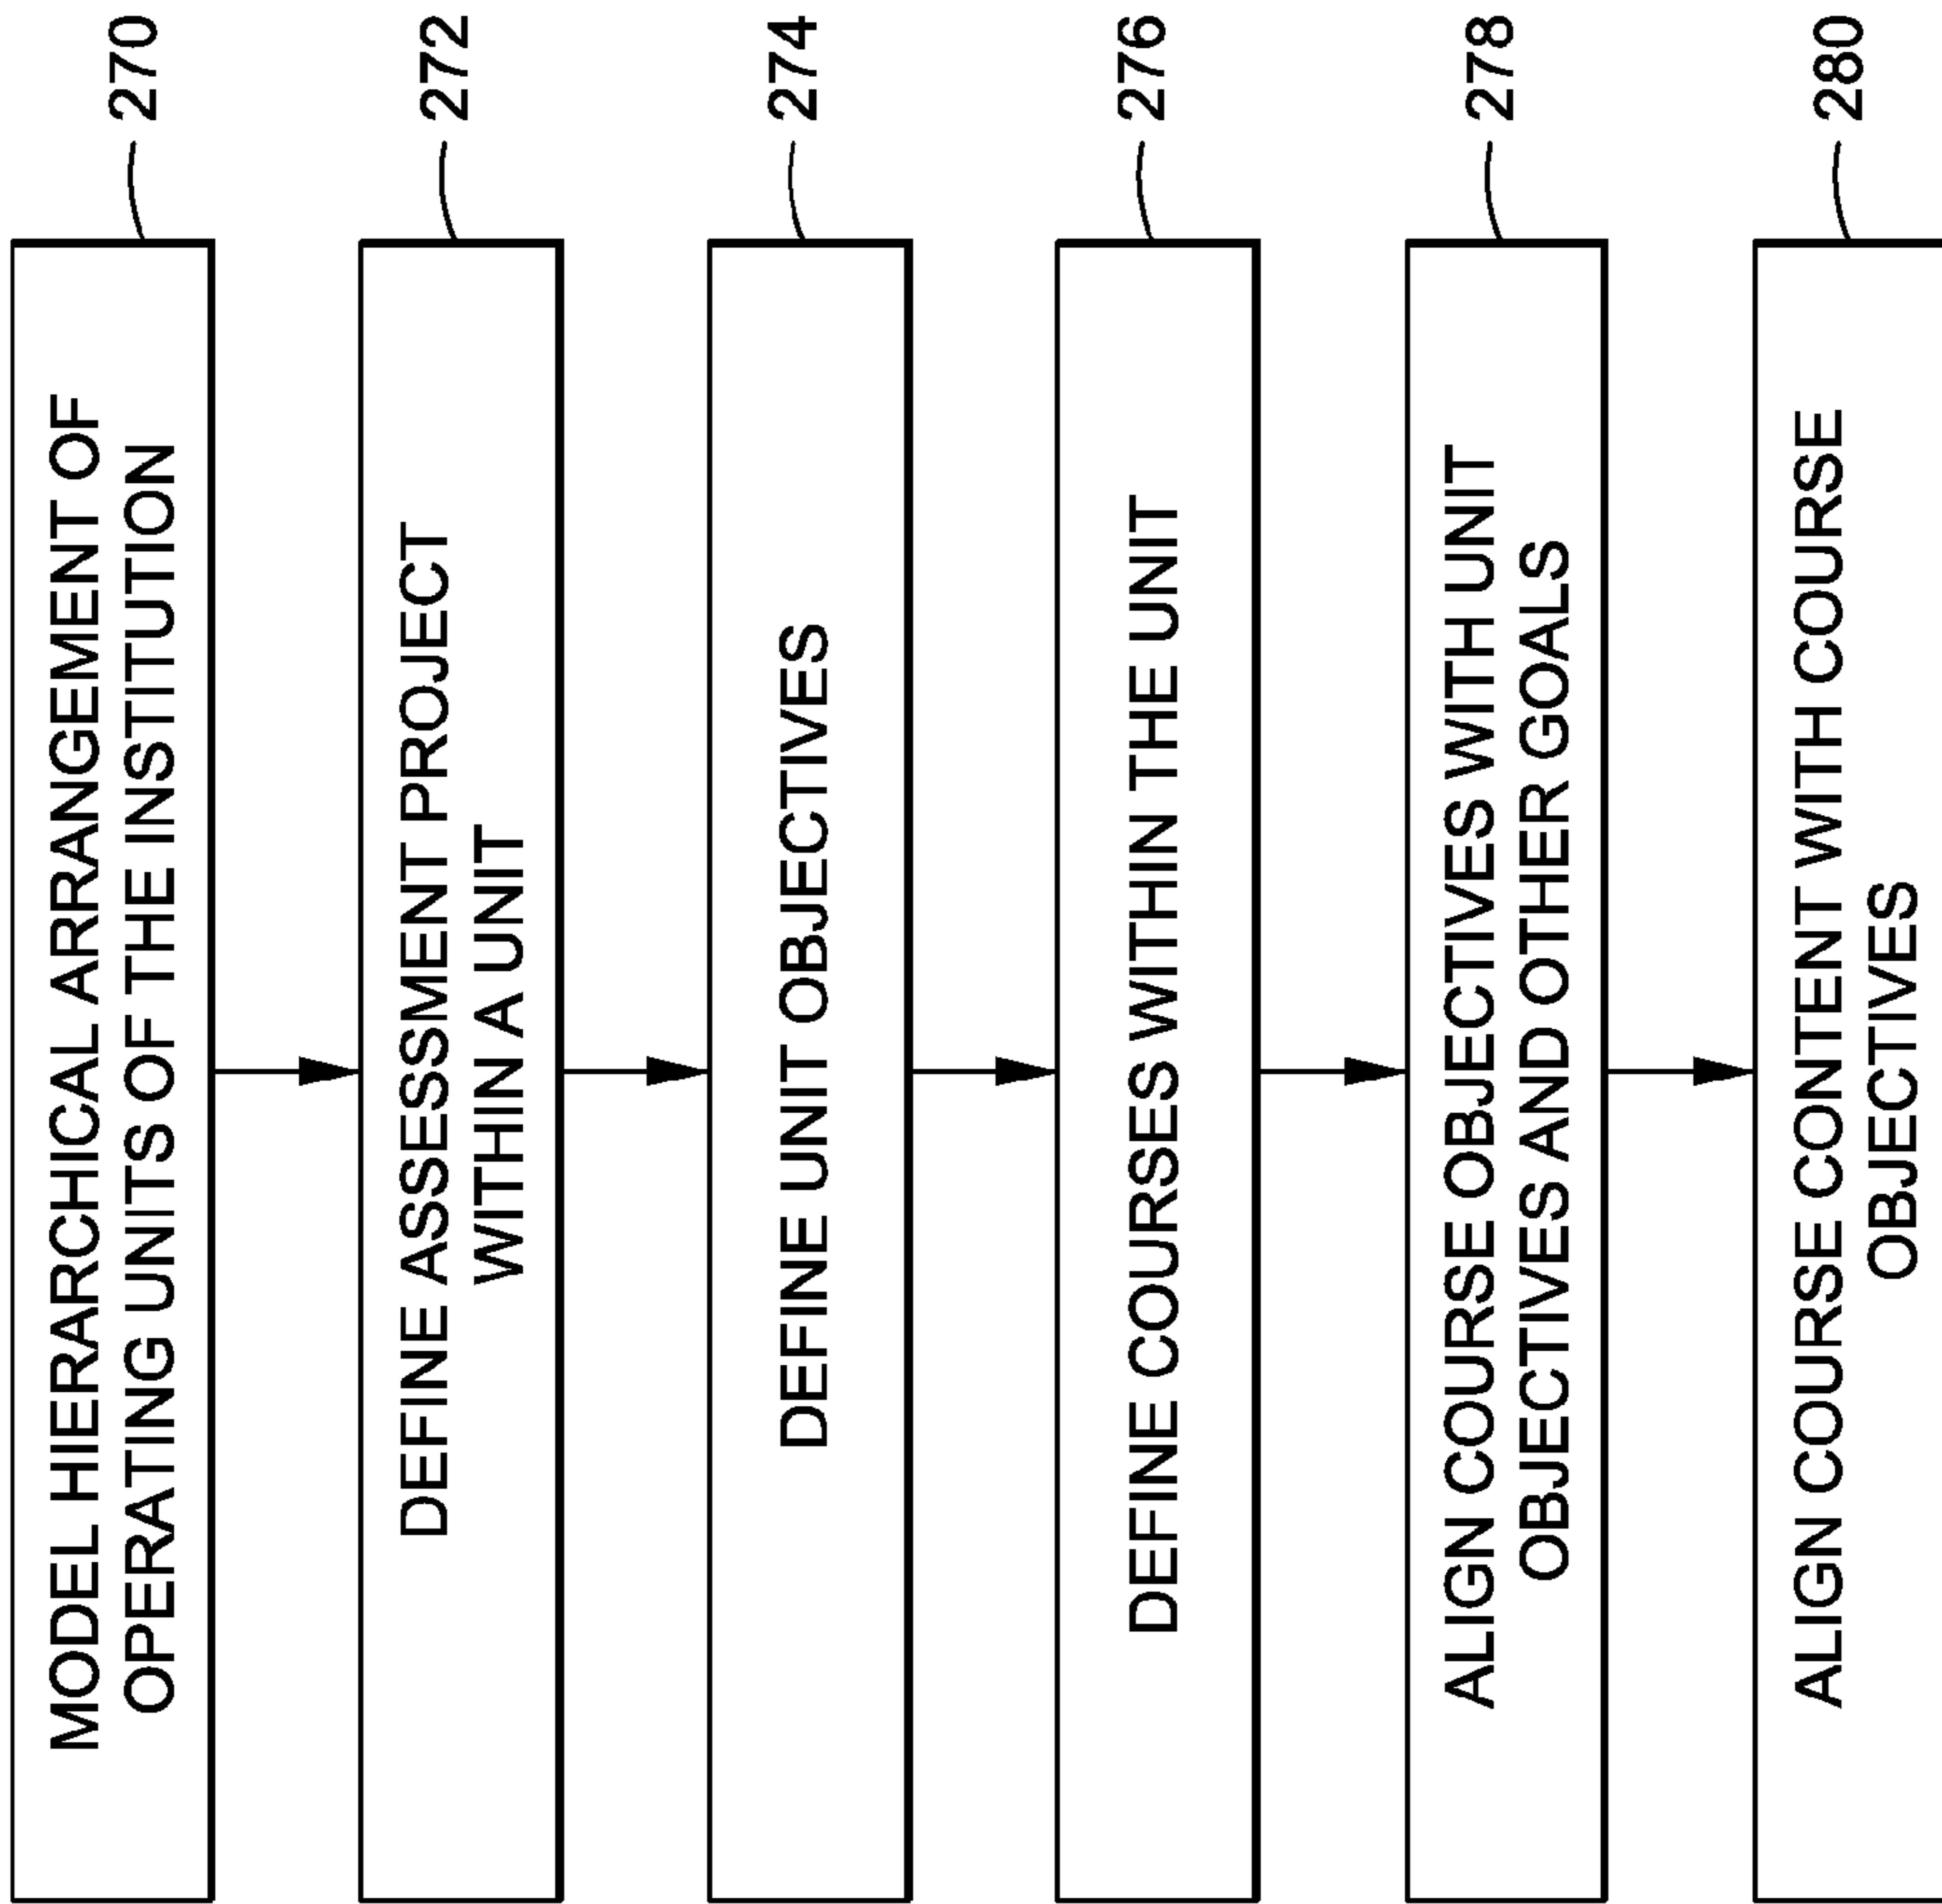 MODEL HIERARCHICAL ARRANGEMENT OF
OPERATING UNITS OF THE INSTITUTION
270
DEFINE ASSESSMENT PROJECT
WITHIN A UNIT
272
DEFINE UNIT OBJECTIVES
274
DEFINE COURSES WITHIN THE UNIT
276
ALIGN COURSE OBJECTIVES WITH UNIT
OBJECTIVES AND OTHER GOALS
278
ALIGN COURSE CONTENT WITH COURSE
OBJECTIVES
280